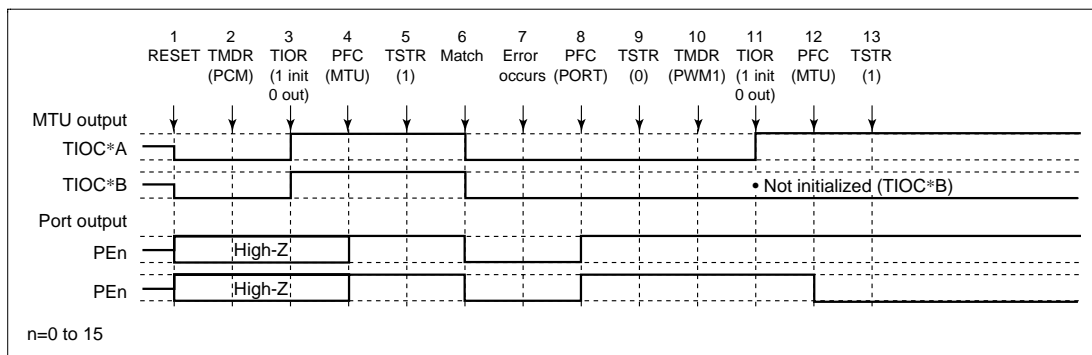 1 2 3 4 5 6 7 8 9 10 11 12 13
RESET TMDR TIOR PFC TSTR Match Error PFC TSTR TMDR TIOR PFC TSTR
(PCM) (1 init (MTU) (1) occurs (PORT) (0) (PWM1) (1 init (MTU) (1)
0 out) 0 out)
MTU output
TIOC*A
TIOC*B
• Not initialized (TIOC*B)
Port output
PEn
High-Z
PEn
High-Z
n=0 to 15